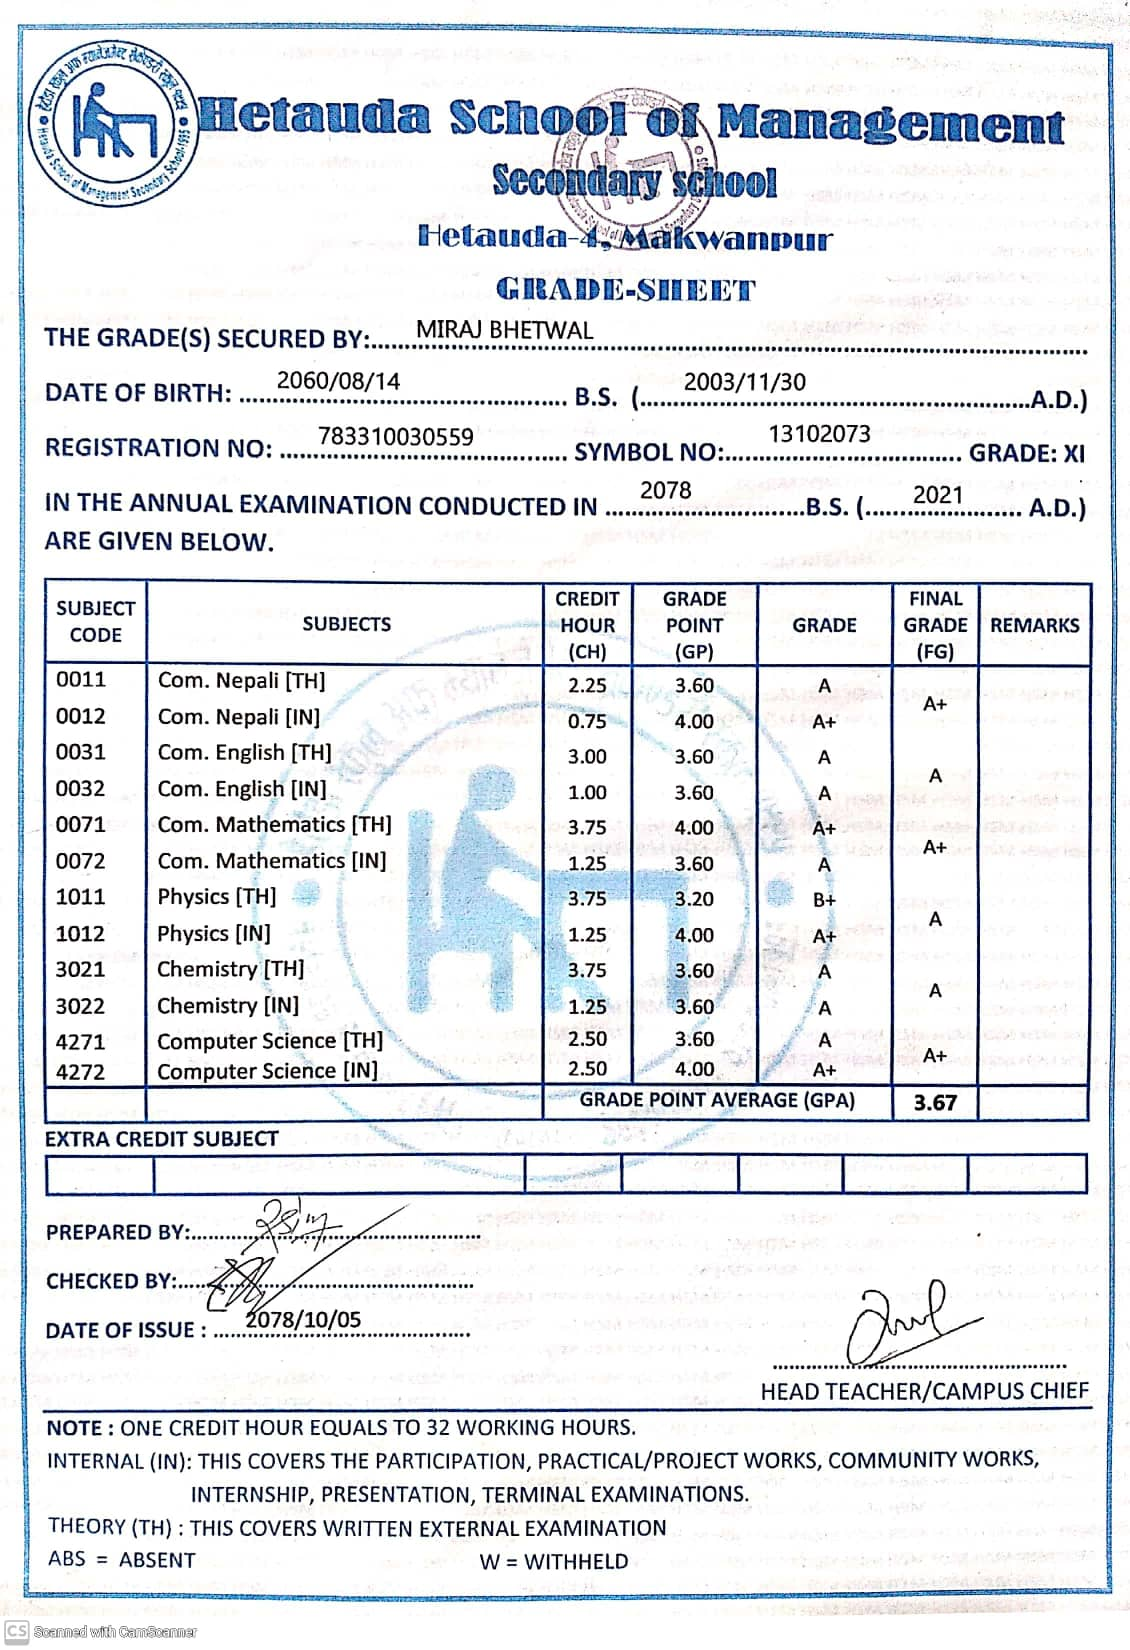 हेटौंडा स्कुल अफ म्यानेजमेन्ट सेकेण्डरी स्कुल
Hetauda School of Management Secondary School-1995
Hetauda School of Management
Secondary school
Hetauda-4, Makwanpur
GRADE-SHEET
THE GRADE(S) SECURED BY:.....MIRAJ BHETWAL.....
DATE OF BIRTH: .....2060/08/14..... B.S. (.....2003/11/30.....A.D.)
REGISTRATION NO: .....783310030559..... SYMBOL NO:.....13102073..... GRADE: XI
IN THE ANNUAL EXAMINATION CONDUCTED IN .....2078.....B.S. (.....2021..... A.D.)
ARE GIVEN BELOW.
SUBJECT CODE SUBJECTS CREDIT HOUR (CH) GRADE POINT (GP) GRADE FINAL GRADE (FG) REMARKS
0011 Com. Nepali [TH] 2.25 3.60 A
A+
0012 Com. Nepali [IN] 0.75 4.00 A+
0031 Com. English [TH] 3.00 3.60 A
A
0032 Com. English [IN] 1.00 3.60 A
0071 Com. Mathematics [TH] 3.75 4.00 A+
A+
0072 Com. Mathematics [IN] 1.25 3.60 A
1011 Physics [TH] 3.75 3.20 B+
A
1012 Physics [IN] 1.25 4.00 A+
3021 Chemistry [TH] 3.75 3.60 A
A
3022 Chemistry [IN] 1.25 3.60 A
4271 Computer Science [TH] 2.50 3.60 A
A+
4272 Computer Science [IN] 2.50 4.00 A+
GRADE POINT AVERAGE (GPA) 3.67
EXTRA CREDIT SUBJECT
PREPARED BY:.....
CHECKED BY:.....
DATE OF ISSUE : .....2078/10/05.....
HEAD TEACHER/CAMPUS CHIEF
NOTE : ONE CREDIT HOUR EQUALS TO 32 WORKING HOURS.
INTERNAL (IN): THIS COVERS THE PARTICIPATION, PRACTICAL/PROJECT WORKS, COMMUNITY WORKS,
INTERNSHIP, PRESENTATION, TERMINAL EXAMINATIONS.
THEORY (TH) : THIS COVERS WRITTEN EXTERNAL EXAMINATION
ABS = ABSENT W = WITHHELD
CS Scanned with CamScanner